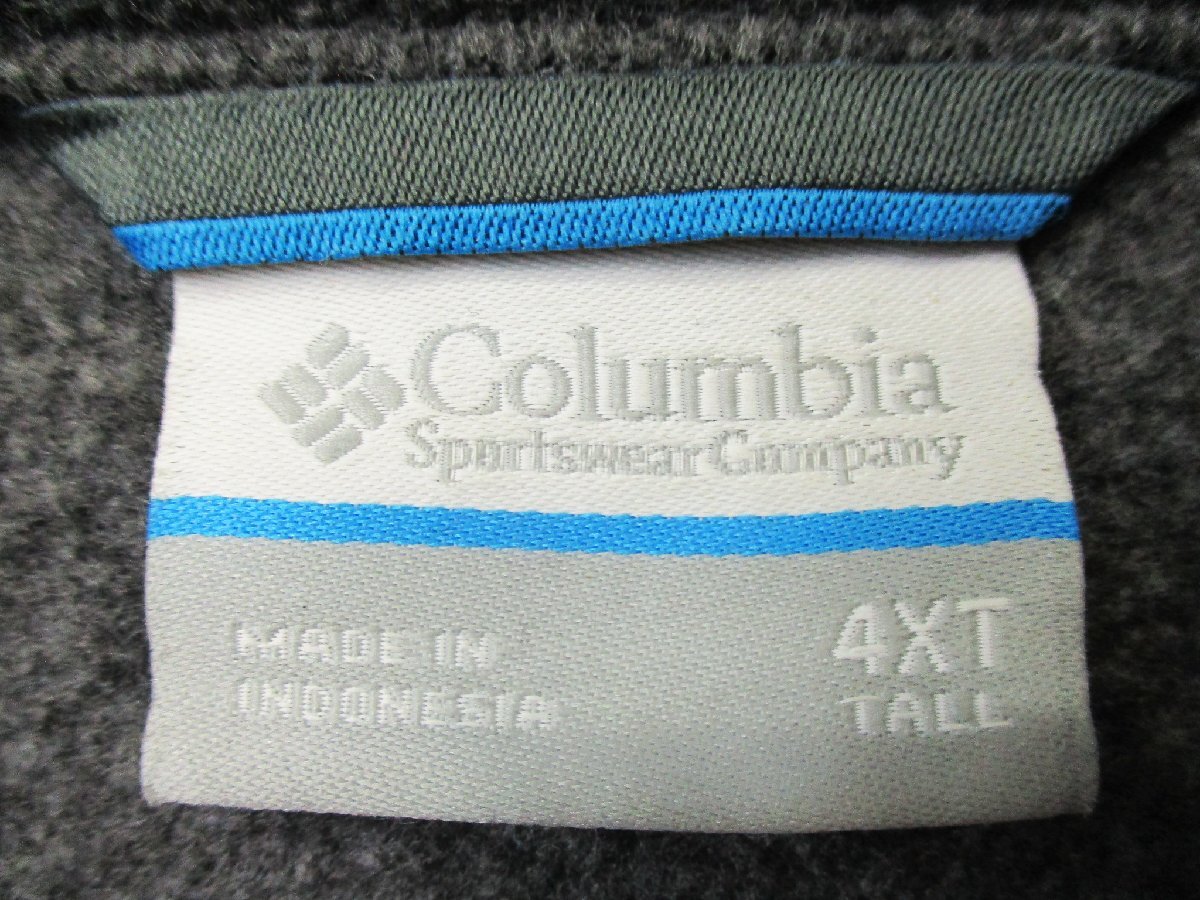 Columbia
Sportswear Company
MADE IN
INDONESIA
4XT
TALL